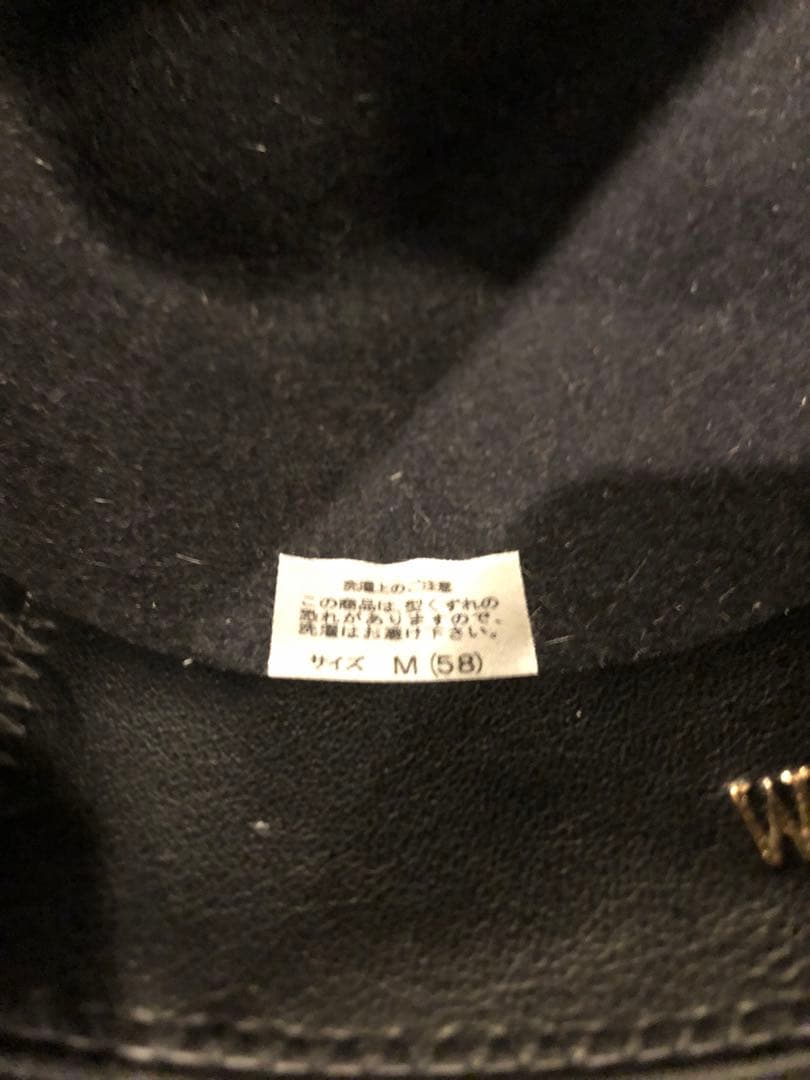 洗濯上のご注意
この商品は、型くずれの
恐れがありますので、
洗濯はお避け下さい。
サイズ M (58)
W